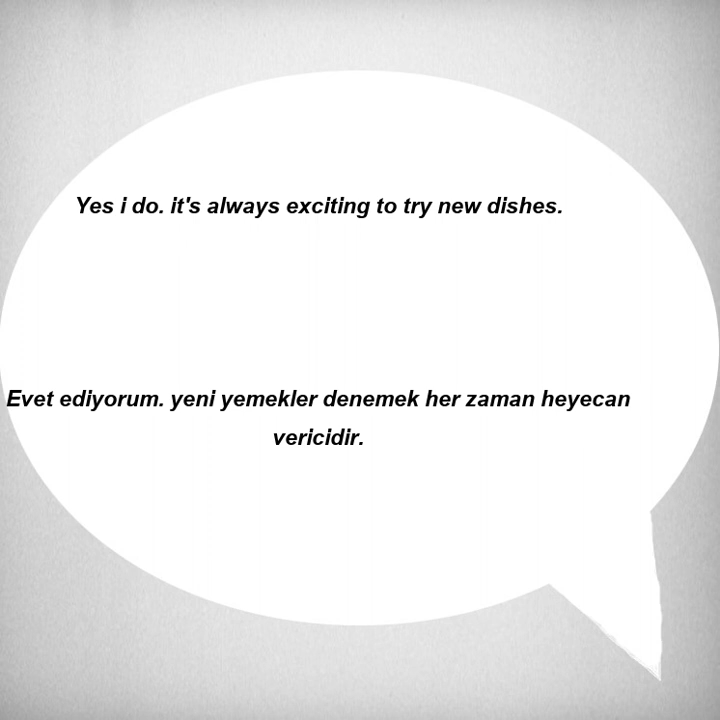 Yes i do. it's always exciting to try new dishes.
Evet ediyorum. yeni yemekler denemek her zaman heyecan
vericidir.